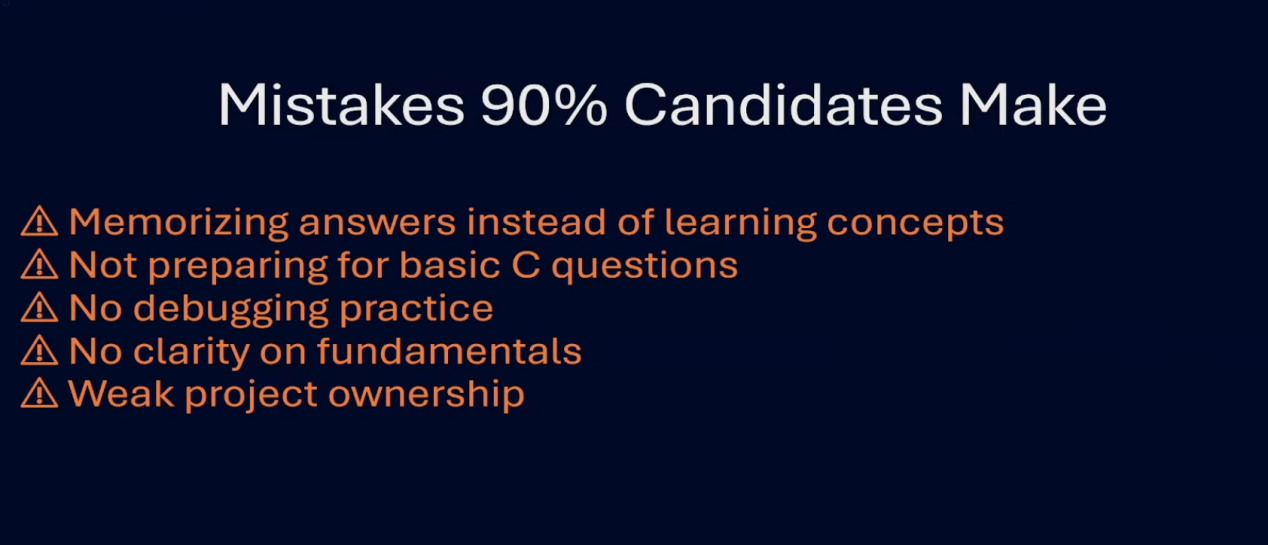 Mistakes 90% Candidates Make
⚠ Memorizing answers instead of learning concepts
⚠ Not preparing for basic C questions
⚠ No debugging practice
⚠ No clarity on fundamentals
⚠ Weak project ownership